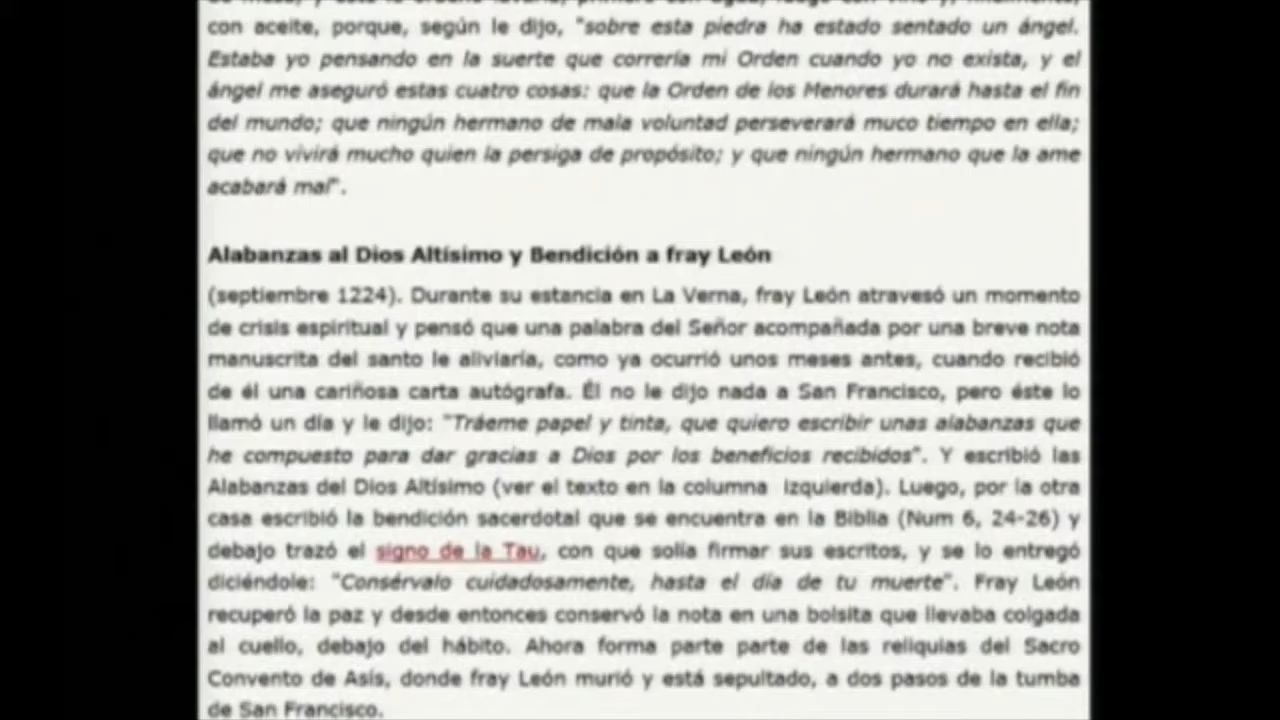 con aceite, porque, según le dijo, "sobre esta piedra ha estado sentado un ángel.
Estaba yo pensando en la suerte que correría mi Orden cuando yo no exista, y el
ángel me aseguró estas cuatro cosas: que la Orden de los Menores durará hasta el fin
del mundo; que ningún hermano de mala voluntad perseverará muco tiempo en ella;
que no vivirá mucho quien la persiga de propósito; y que ningún hermano que la ame
acabará mal".
Alabanzas al Dios Altísimo y Bendición a fray León
(septiembre 1224). Durante su estancia en La Verna, fray León atravesó un momento
de crisis espiritual y pensó que una palabra del Señor acompañada por una breve nota
manuscrita del santo le aliviaría, como ya ocurrió unos meses antes, cuando recibió
de él una cariñosa carta autógrafa. Él no le dijo nada a San Francisco, pero éste lo
llamó un día y le dijo: "Tráeme papel y tinta, que quiero escribir unas alabanzas que
he compuesto para dar gracias a Dios por los beneficios recibidos". Y escribió las
Alabanzas del Dios Altísimo (ver el texto en la columna izquierda). Luego, por la otra
casa escribió la bendición sacerdotal que se encuentra en la Biblia (Num 6, 24-26) y
debajo trazó el signo de la Tau, con que solía firmar sus escritos, y se lo entregó
diciéndole: "Consérvalo cuidadosamente, hasta el día de tu muerte". Fray León
recuperó la paz y desde entonces conservó la nota en una bolsita que llevaba colgada
al cuello, debajo del hábito. Ahora forma parte parte de las reliquias del Sacro
Convento de Asís, donde fray León murió y está sepultado, a dos pasos de la tumba
de San Francisco.